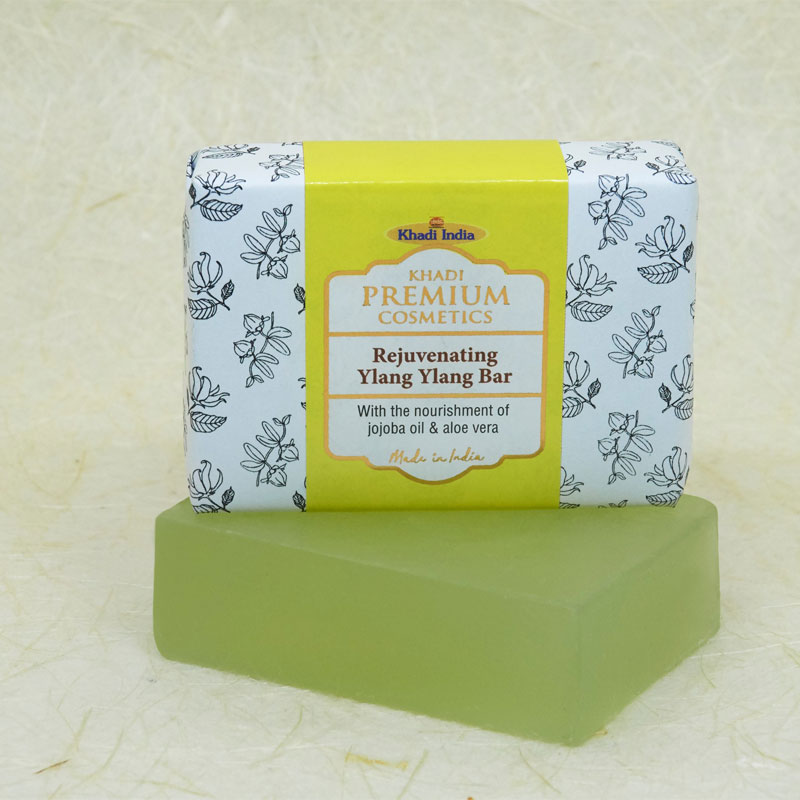 Khadi India
KHADI
PREMIUM
COSMETICS
Rejuvenating
Ylang Ylang Bar
With the nourishment of
jojoba oil & aloe vera
Made in India